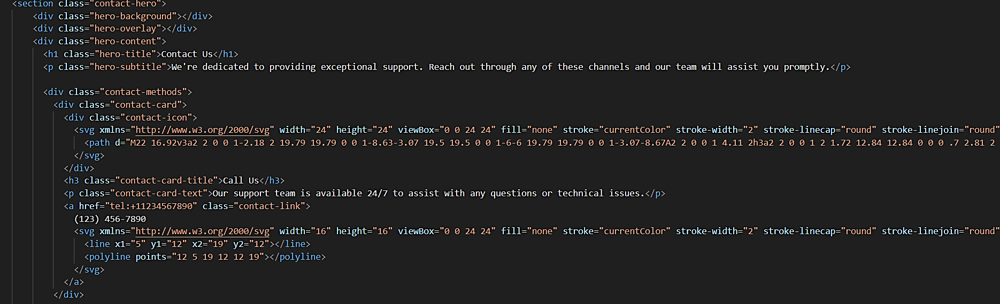 <section class="contact-hero">
<div class="hero-background"></div>
<div class="hero-overlay"></div>
<div class="hero-content">
<h1 class="hero-title">Contact Us</h1>
<p class="hero-subtitle">We're dedicated to providing exceptional support. Reach out through any of these channels and our team will assist you promptly.</p>
<div class="contact-methods">
<div class="contact-card">
<div class="contact-icon">
<svg xmlns="http://www.w3.org/2000/svg" width="24" height="24" viewBox="0 0 24 24" fill="none" stroke="currentColor" stroke-width="2" stroke-linecap="round" stroke-linejoin="round"
<path d="M22 16.92v3a2 2 0 0 1-2.18 2 19.79 19.79 0 0 1-8.63-3.07 19.5 19.5 0 0 1-6-6 19.79 19.79 0 0 1-3.07-8.67A2 2 0 0 1 4.11 2h3a2 2 0 0 1 2 1.72 12.84 12.84 0 0 0 .7 2.81 2
</svg>
</div>
<h3 class="contact-card-title">Call Us</h3>
<p class="contact-card-text">Our support team is available 24/7 to assist with any questions or technical issues.</p>
<a href="tel:+11234567890" class="contact-link">
(123) 456-7890
<svg xmlns="http://www.w3.org/2000/svg" width="16" height="16" viewBox="0 0 24 24" fill="none" stroke="currentColor" stroke-width="2" stroke-linecap="round" stroke-linejoin="round"
<line x1="5" y1="12" x2="19" y2="12"></line>
<polyline points="12 5 19 12 12 19"></polyline>
</svg>
</a>
</div>